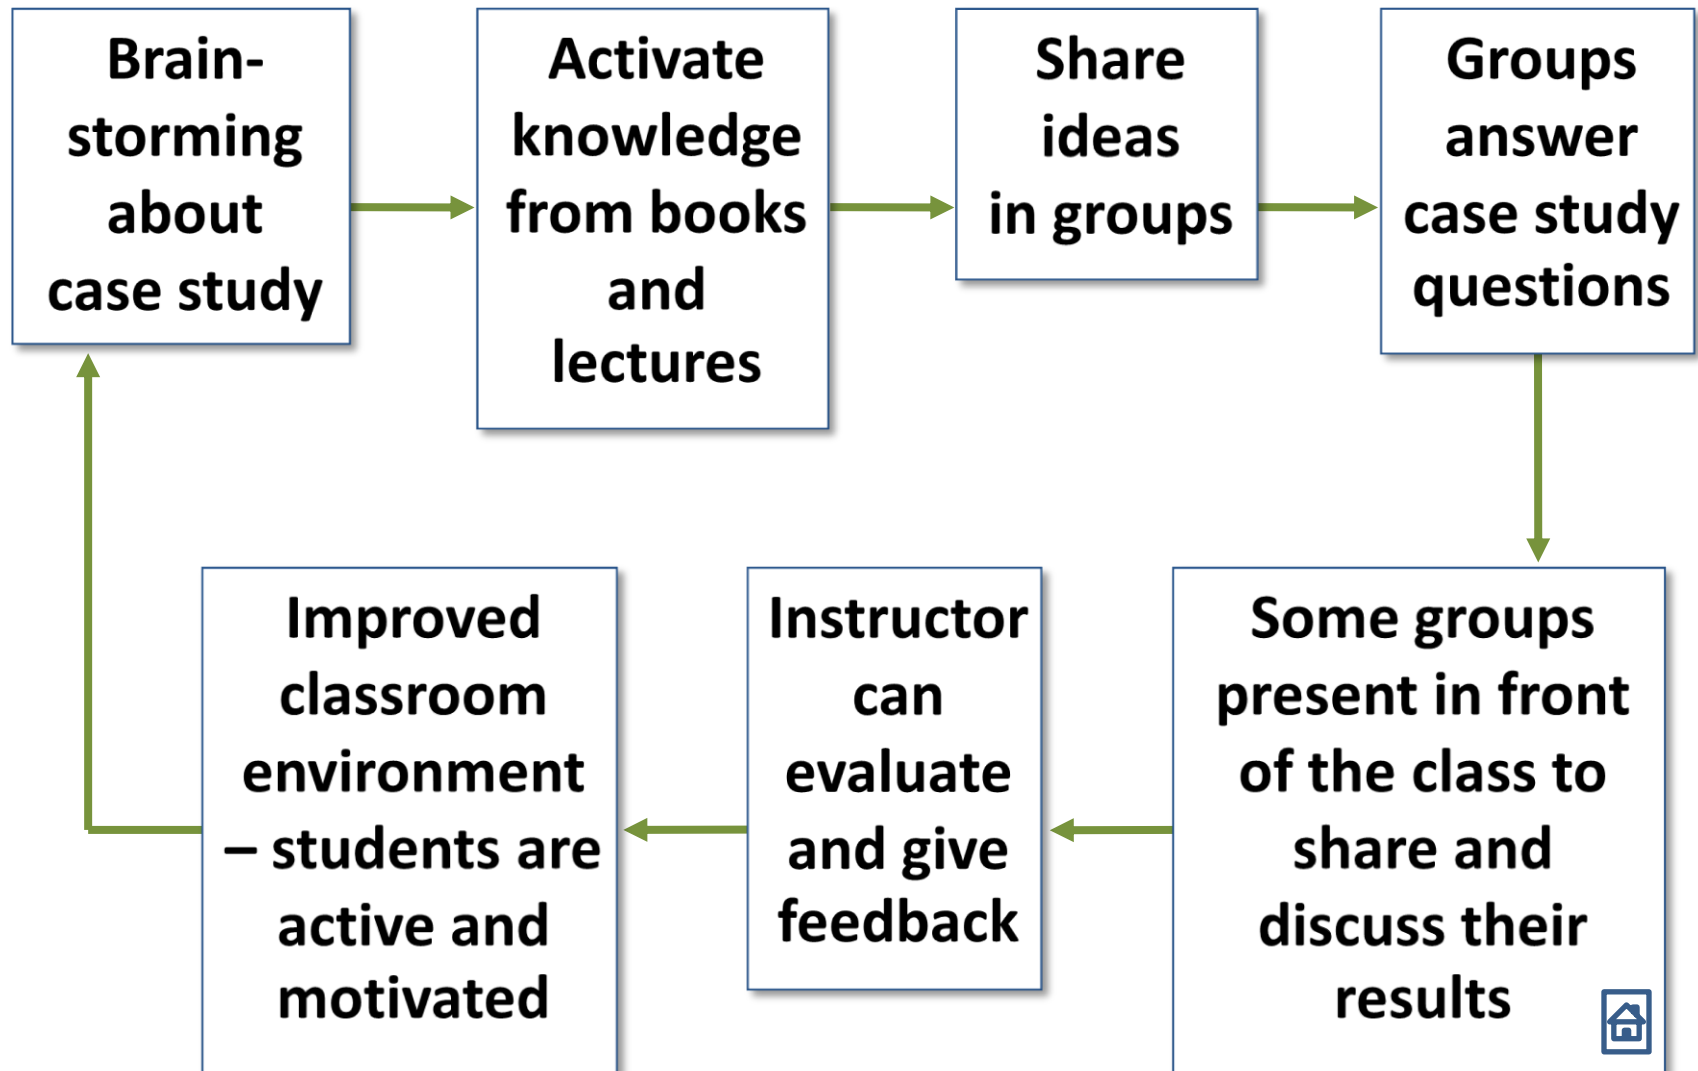 Brain-
storming
about
case study
Activate
knowledge
from books
and
lectures
Share
ideas
in groups
Groups
answer
case study
questions
Some groups
present in front
of the class to
share and
discuss their
results
Instructor
can
evaluate
and give
feedback
Improved
classroom
environment
– students are
active and
motivated